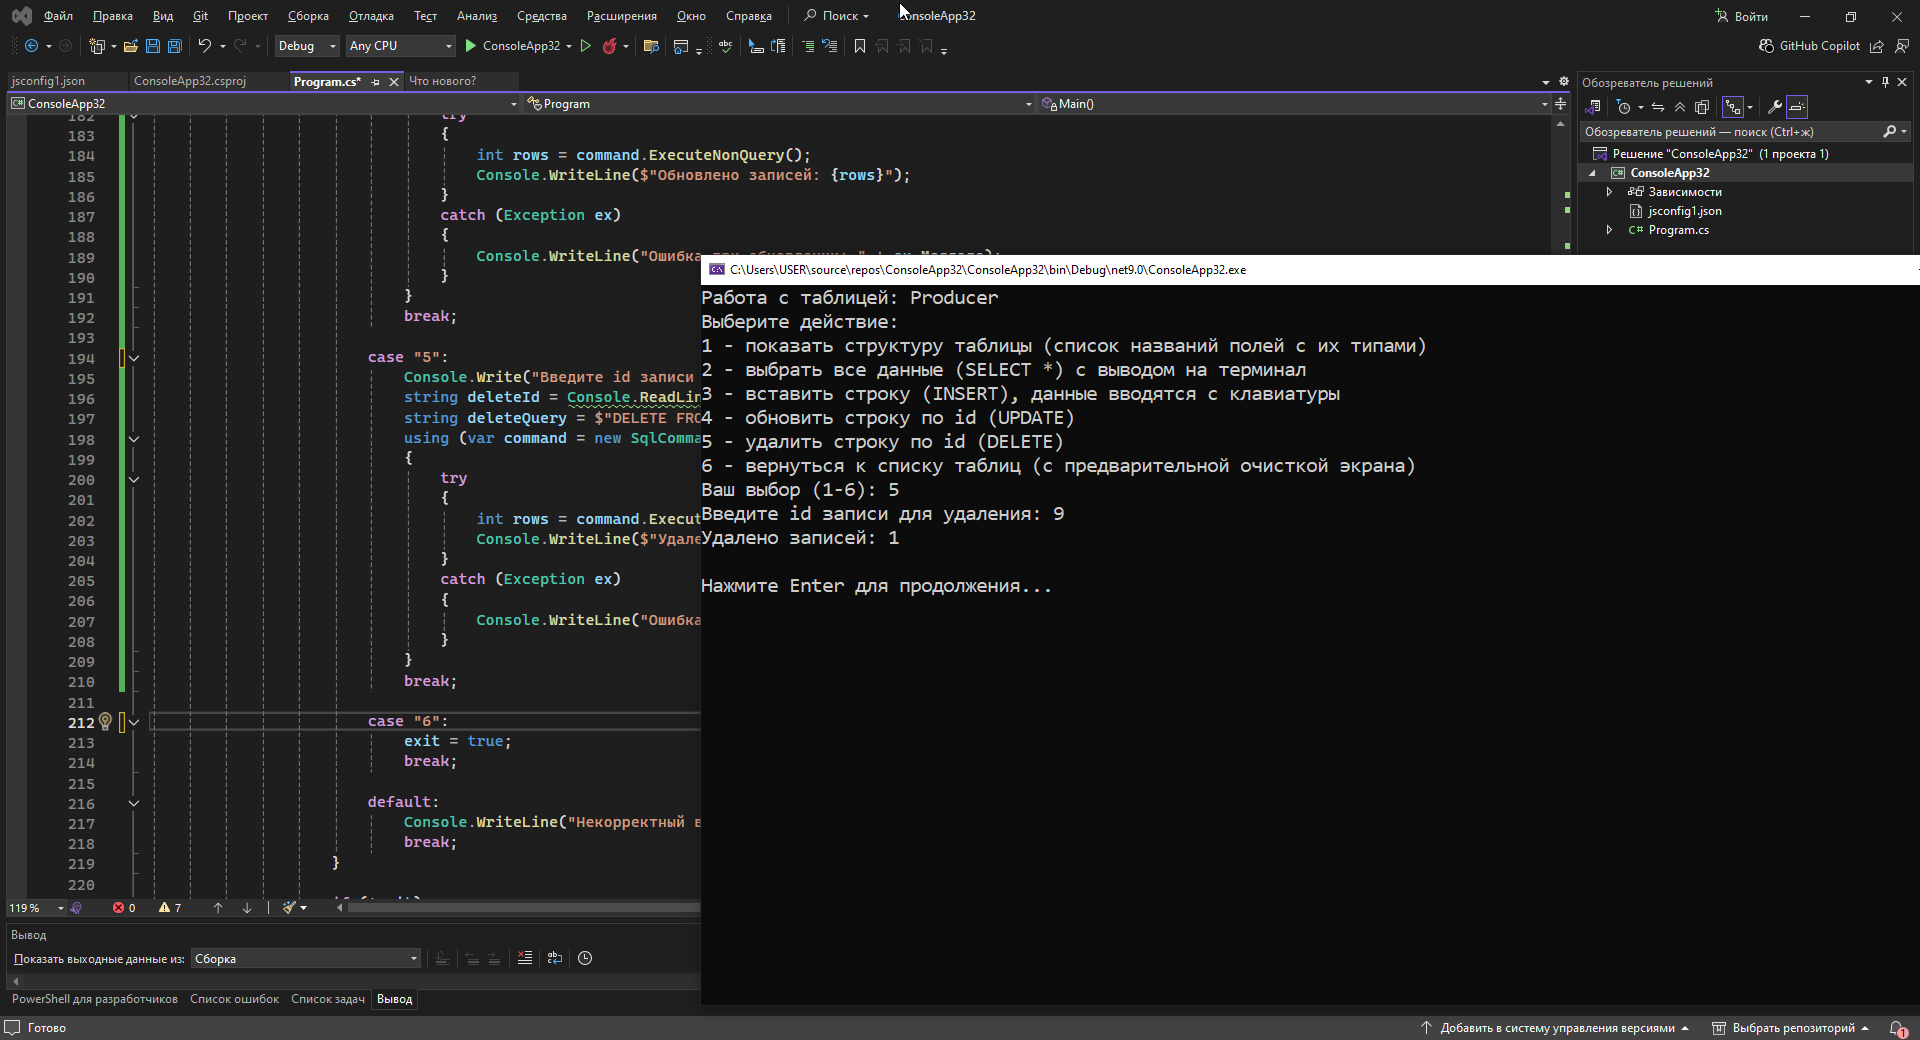 Файл Правка Вид Git Проект Сборка Отладка Тест Анализ Средства Расширения Окно Справка Поиск ConsoleApp32 Войти
Debug Any CPU ConsoleApp32 GitHub Copilot
jsconfig1.json ConsoleApp32.csproj Program.cs* Что нового?
ConsoleApp32 Program Main()
182 try
183 {
184 int rows = command.ExecuteNonQuery();
185 Console.WriteLine($"Обновлено записей: {rows}");
186 }
187 catch (Exception ex)
188 {
189 Console.WriteLine("Ошибка при обновлении: " + ex.Message);
190 }
191 }
192 break;
193
194 case "5":
195 Console.Write("Введите id записи
196 string deleteId = Console.ReadLin
197 string deleteQuery = $"DELETE FRO
198 using (var command = new SqlComma
199 {
200 try
201 {
202 int rows = command.Execut
203 Console.WriteLine($"Удале
204 }
205 catch (Exception ex)
206 {
207 Console.WriteLine("Ошибка
208 }
209 }
210 break;
211
212 case "6":
213 exit = true;
214 break;
215
216 default:
217 Console.WriteLine("Некорректный в
218 break;
219 }
220
119 % 0 7
Вывод
Показать выходные данные из: Сборка
PowerShell для разработчиков Список ошибок Список задач Вывод
Готово Добавить в систему управления версиями Выбрать репозиторий 1
Обозреватель решений
Обозреватель решений — поиск (Ctrl+ж)
Решение "ConsoleApp32" (1 проекта 1)
ConsoleApp32
Зависимости
jsconfig1.json
C# Program.cs
C:\Users\USER\source\repos\ConsoleApp32\ConsoleApp32\bin\Debug\net9.0\ConsoleApp32.exe
Работа с таблицей: Producer
Выберите действие:
1 - показать структуру таблицы (список названий полей с их типами)
2 - выбрать все данные (SELECT *) с выводом на терминал
3 - вставить строку (INSERT), данные вводятся с клавиатуры
4 - обновить строку по id (UPDATE)
5 - удалить строку по id (DELETE)
6 - вернуться к списку таблиц (с предварительной очисткой экрана)
Ваш выбор (1-6): 5
Введите id записи для удаления: 9
Удалено записей: 1
Нажмите Enter для продолжения...